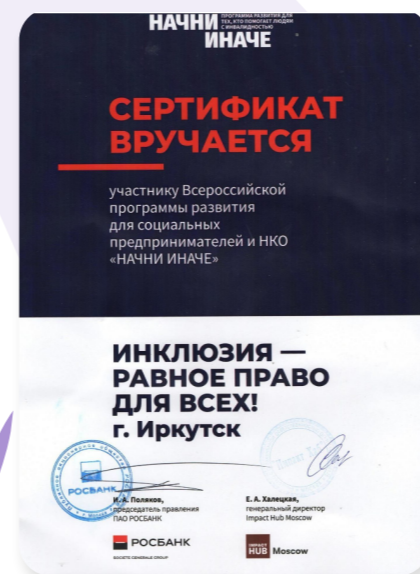 НАЧНИ
ИНАЧЕ
ПРОГРАММА РАЗВИТИЯ ДЛЯ
ТЕХ, КТО ПОМОГАЕТ ЛЮДЯМ
С ИНВАЛИДНОСТЬЮ
СЕРТИФИКАТ
ВРУЧАЕТСЯ
участнику Всероссийской
программы развития
для социальных
предпринимателей и НКО
«НАЧНИ ИНАЧЕ»
ИНКЛЮЗИЯ —
РАВНОЕ ПРАВО
ДЛЯ ВСЕХ!
г. Иркутск
РОСБАНК
И. А. Поляков,
председатель правления
ПАО РОСБАНК
Е. А. Халецкая,
генеральный директор
Impact Hub Moscow
РОСБАНК
SOCIETE GENERALE GROUP
IMPACT
HUB Moscow